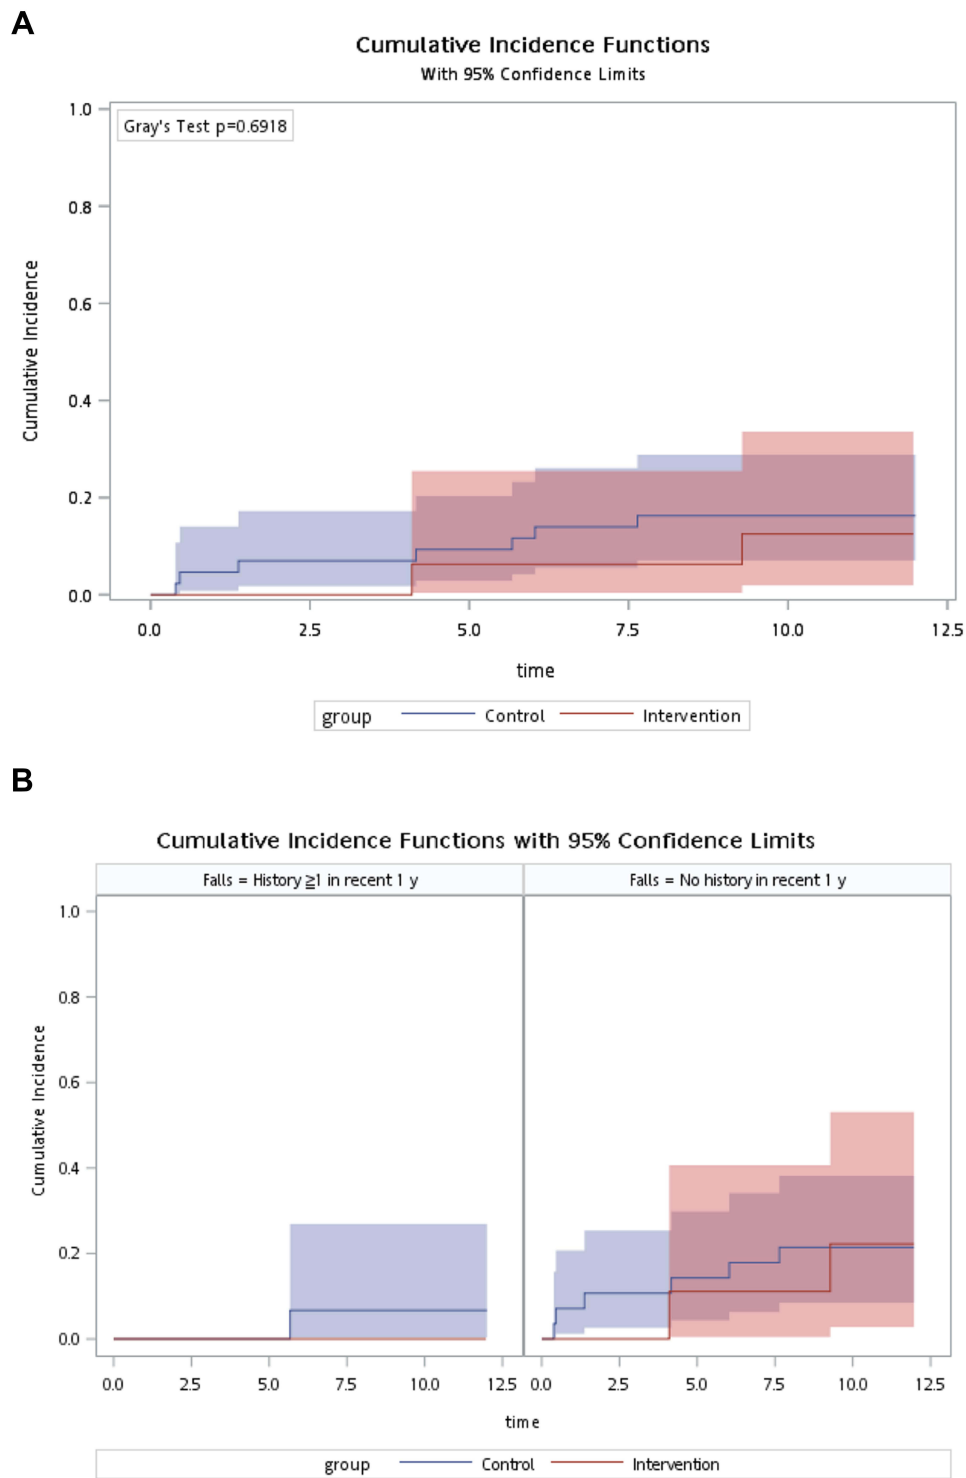 A
Cumulative Incidence Functions
With 95% Confidence Limits
Gray's Test p=0.6918
1.0
0.8
0.6
0.4
0.2
0.0
Cumulative Incidence
0.0 2.5 5.0 7.5 10.0 12.5
time
group Control Intervention
B
Cumulative Incidence Functions with 95% Confidence Limits
Falls = History ≧1 in recent 1 y Falls = No history in recent 1 y
1.0
0.8
0.6
0.4
0.2
0.0
Cumulative Incidence
0.0 2.5 5.0 7.5 10.0 12.5 0.0 2.5 5.0 7.5 10.0 12.5
time
group Control Intervention